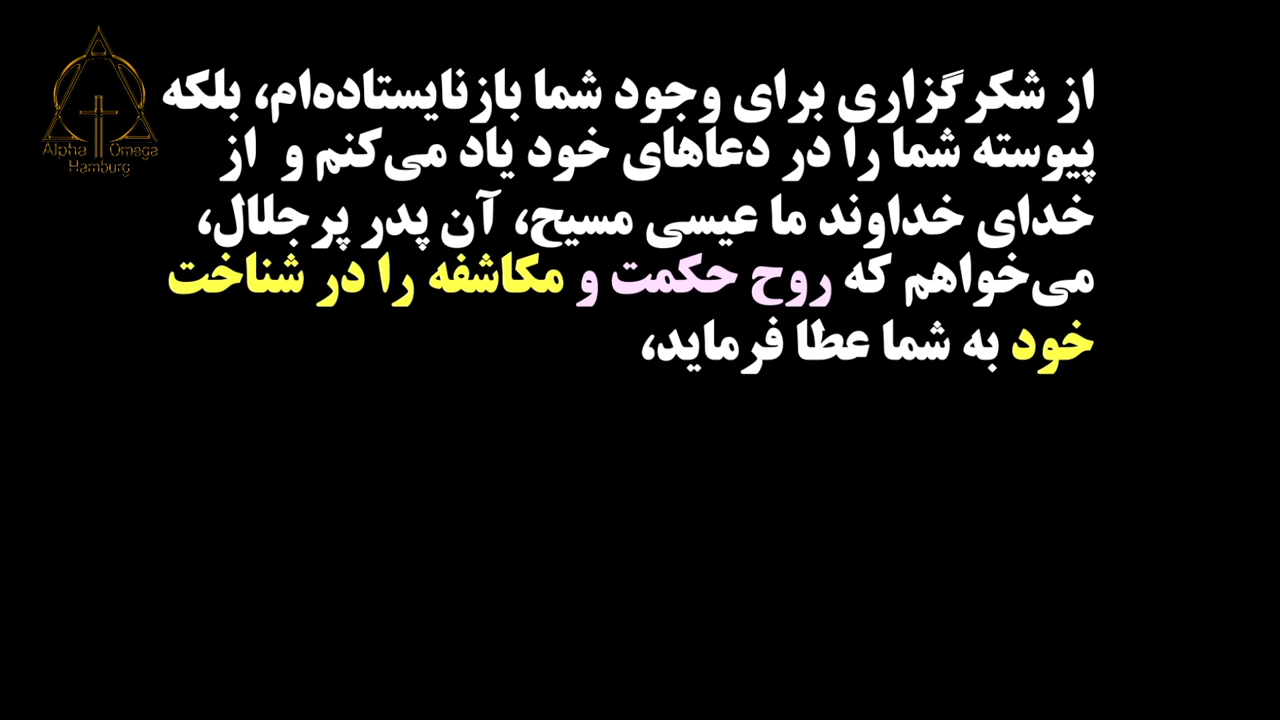 از شکرگزاری برای وجود شما بازنایستاده‌ام، بلکه
پیوسته شما را در دعاهای خود یاد می‌کنم و از
خدای خداوند ما عیسی مسیح، آن پدر پرجلال،
می‌خواهم که روح حکمت و مکاشفه را در شناخت
خود به شما عطا فرماید،
Alpha Omega
Hamburg